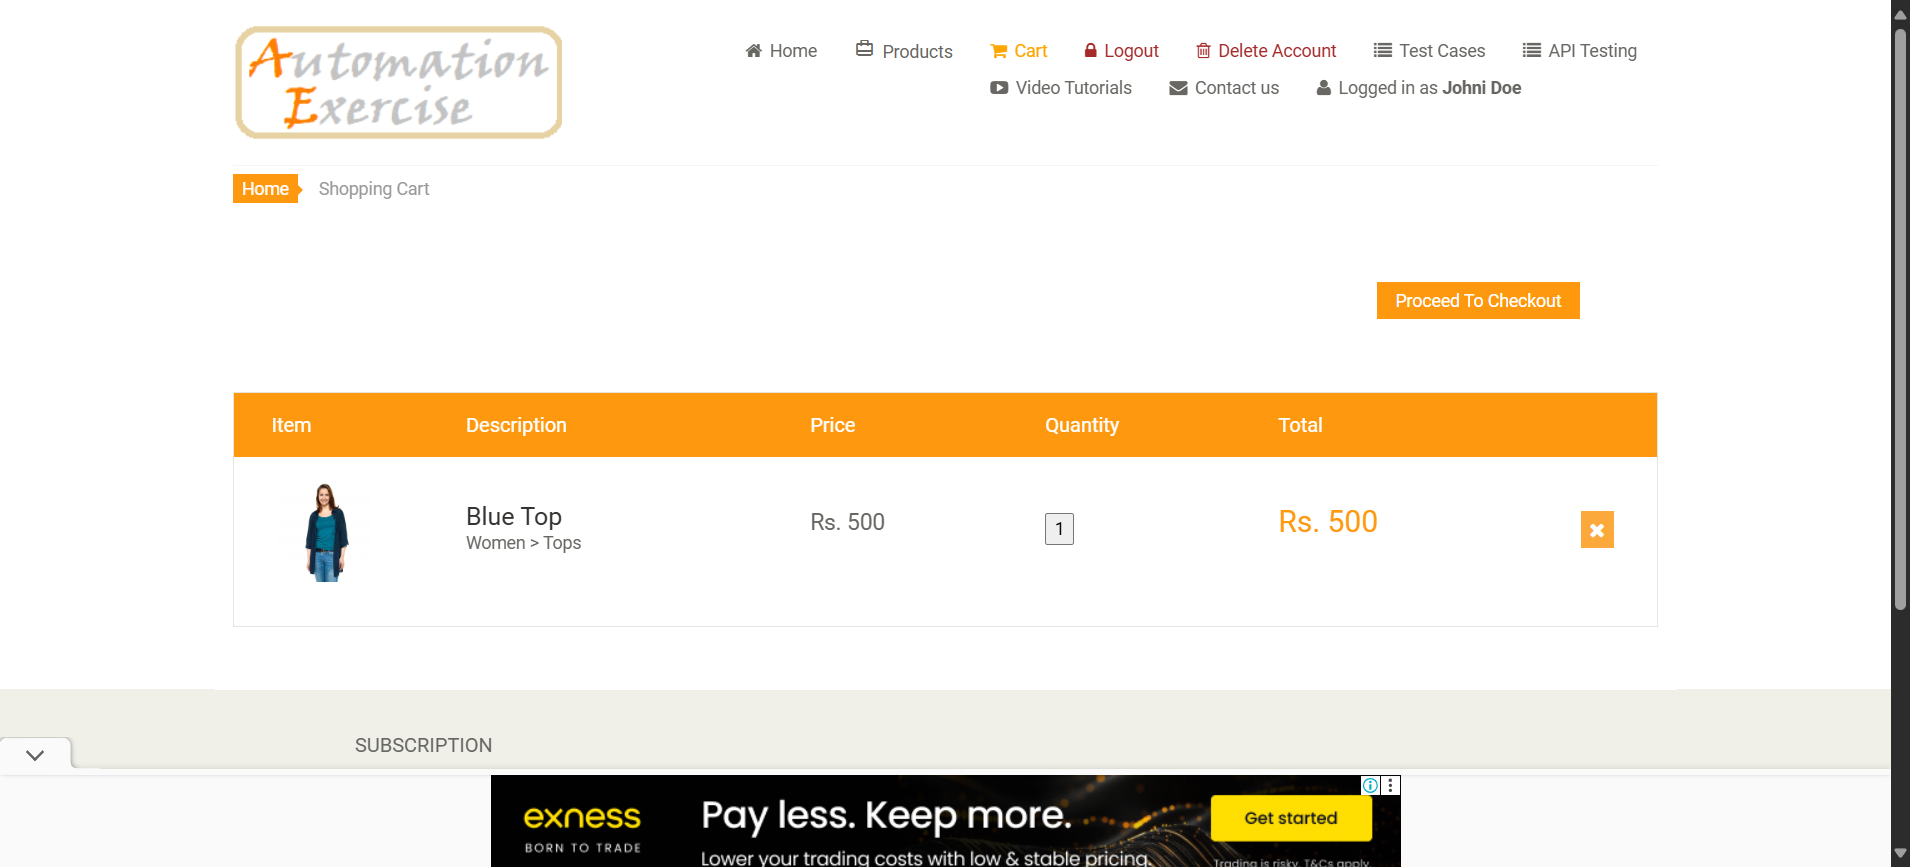 Automation
Exercise
Home Products Cart Logout Delete Account Test Cases API Testing
Video Tutorials Contact us Logged in as Johni Doe
Home Shopping Cart
Proceed To Checkout
Item Description Price Quantity Total
Blue Top Rs. 500 1 Rs. 500
Women > Tops
SUBSCRIPTION
exness Pay less. Keep more. Get started
BORN TO TRADE
Lower your trading costs with low & stable pricing. Trading is risky. T&Cs apply.